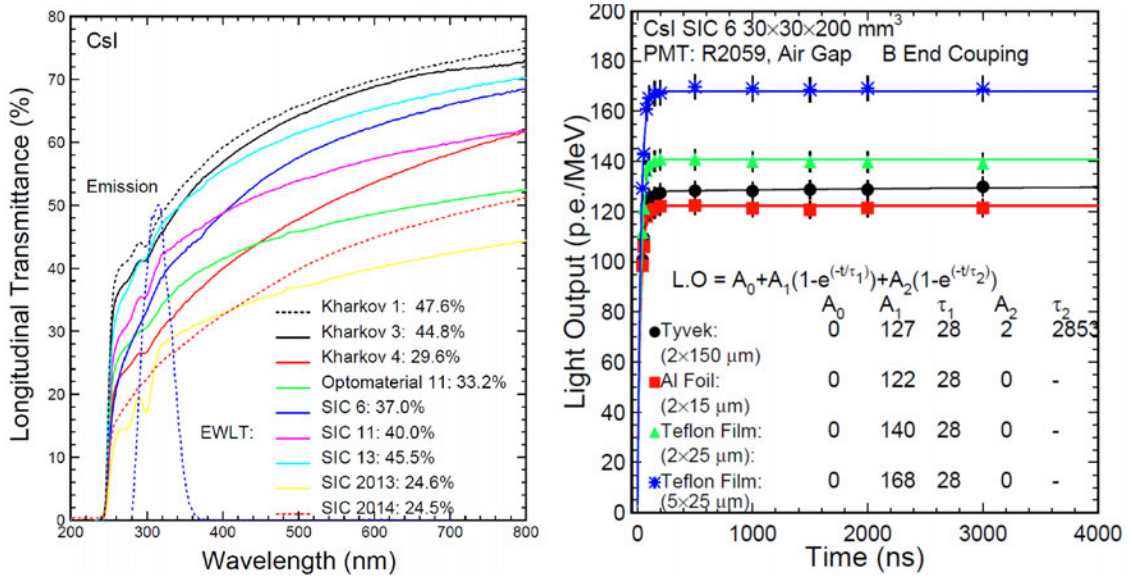 CsI
Emission
Kharkov 1: 47.6%
Kharkov 3: 44.8%
Kharkov 4: 29.6%
Optomaterial 11: 33.2%
SIC 6: 37.0%
EWLT: SIC 11: 40.0%
SIC 13: 45.5%
SIC 2013: 24.6%
SIC 2014: 24.5%
Longitudinal Transmittance (%)
80
70
60
50
40
30
20
10
0
200 300 400 500 600 700 800
Wavelength (nm)
CsI SIC 6 30×30×200 mm³
PMT: R2059, Air Gap B End Couping
L.O = A₀+A₁(1-e^(-t/τ₁))+A₂(1-e^(-t/τ₂))
A₀ A₁ τ₁ A₂ τ₂
Tyvek: 0 127 28 2 2853
(2×150 μm)
Al Foil: 0 122 28 0 -
(2×15 μm)
Teflon Film: 0 140 28 0 -
(2×25 μm):
Teflon Film: 0 168 28 0 -
(5×25 μm)
Light Output (p.e./MeV)
200
180
160
140
120
100
80
60
40
20
0
0 1000 2000 3000 4000
Time (ns)